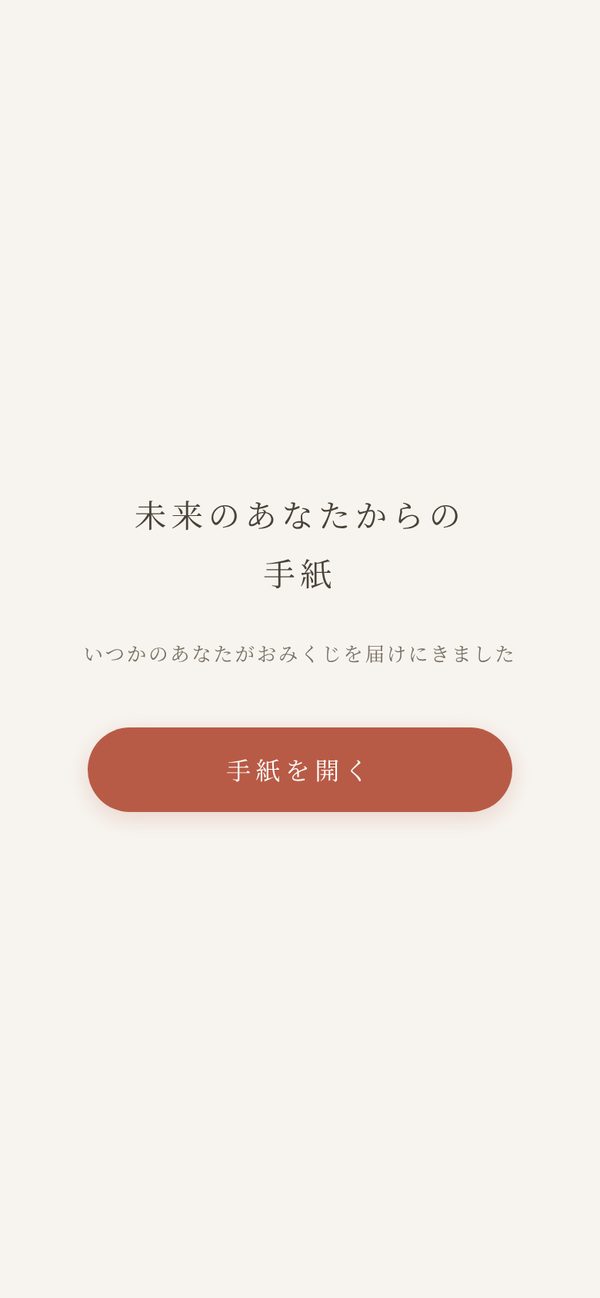 未来のあなたからの
手紙
いつかのあなたがおみくじを届けにきました
手紙を開く